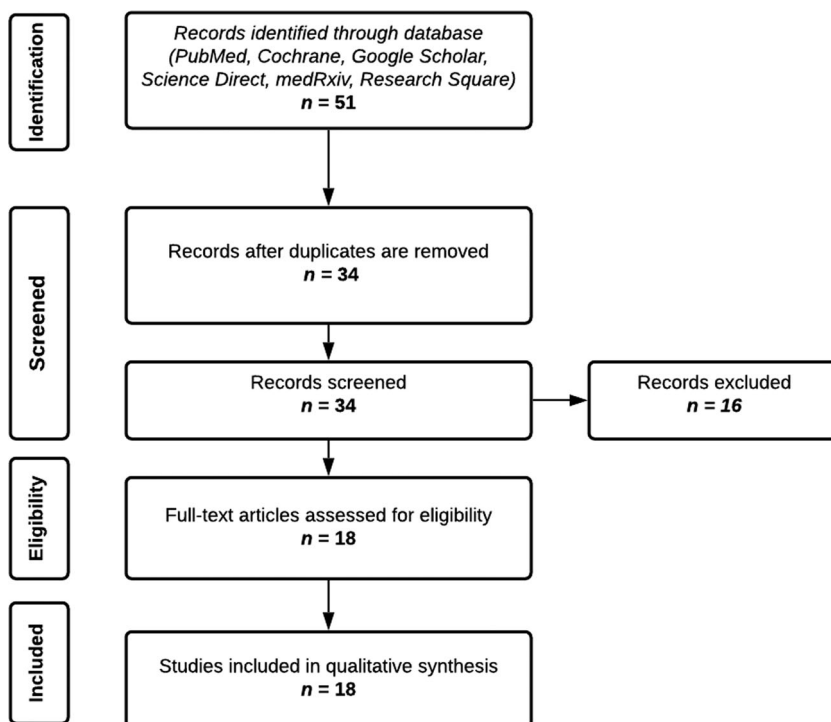 Identification
Records identified through database
(PubMed, Cochrane, Google Scholar,
Science Direct, medRxiv, Research Square)
n = 51
Screened
Records after duplicates are removed
n = 34
Records screened
n = 34
Records excluded
n = 16
Eligibility
Full-text articles assessed for eligibility
n = 18
Included
Studies included in qualitative synthesis
n = 18